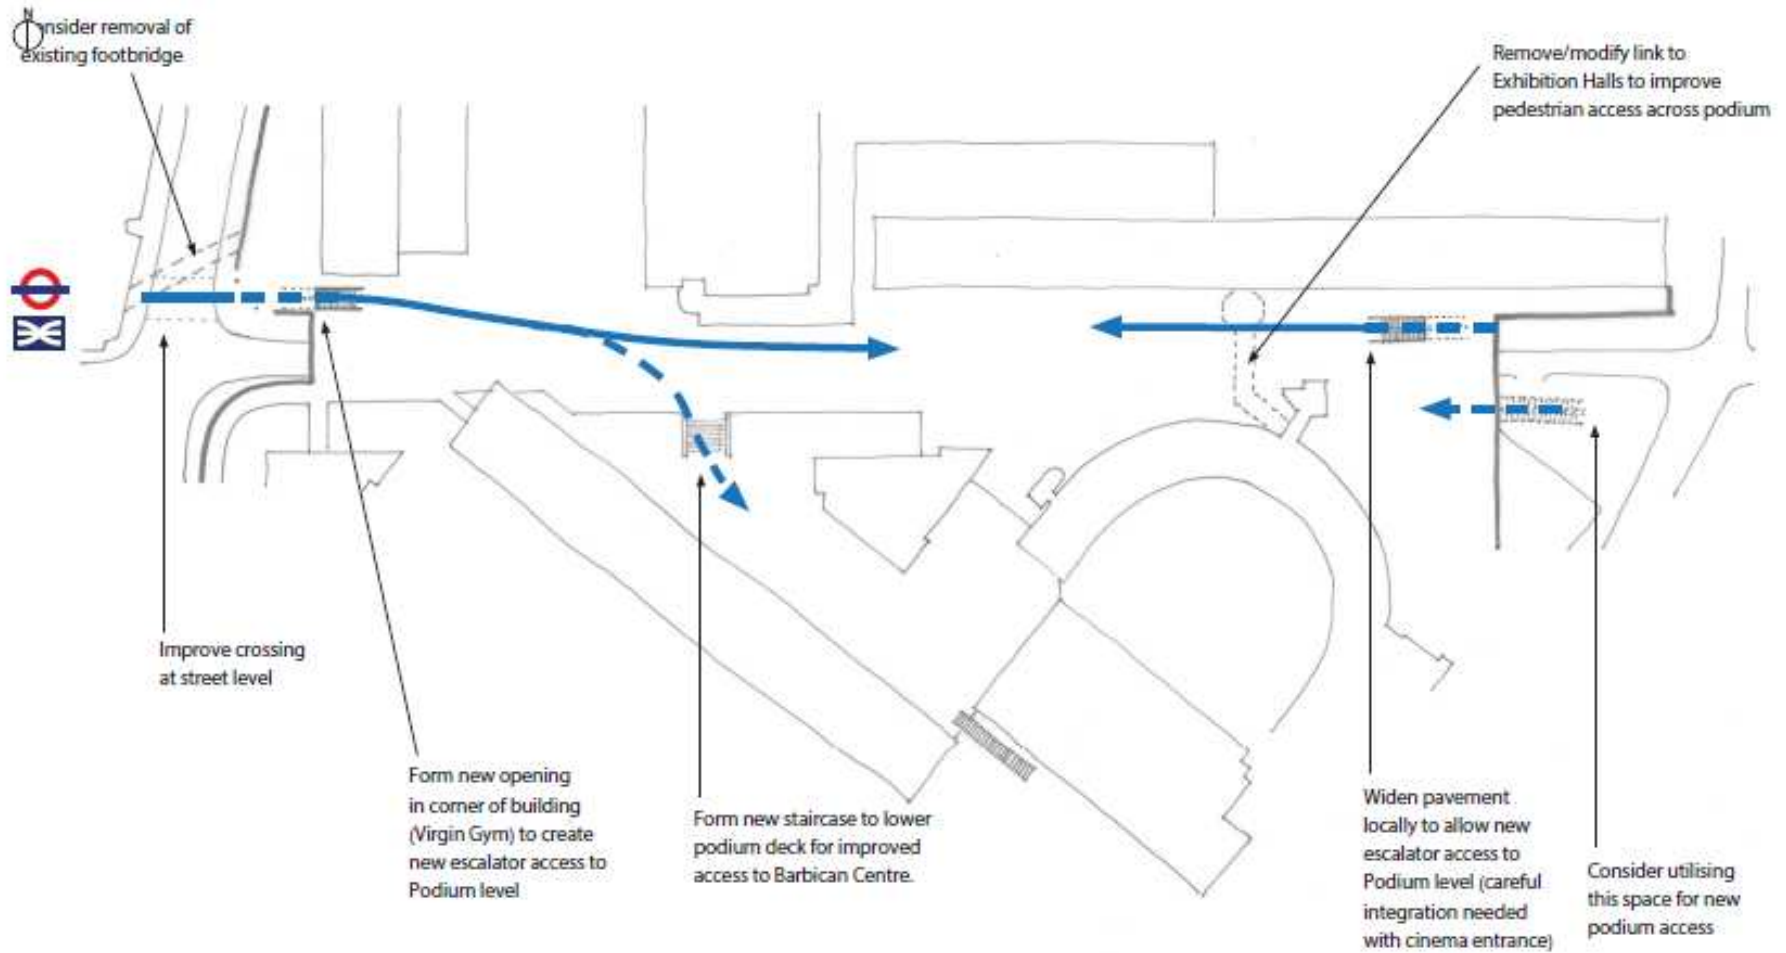 N
Consider removal of
existing footbridge
Remove/modify link to
Exhibition Halls to improve
pedestrian access across podium
Improve crossing
at street level
Form new opening
in corner of building
(Virgin Gym) to create
new escalator access to
Podium level
Form new staircase to lower
podium deck for improved
access to Barbican Centre.
Widen pavement
locally to allow new
escalator access to
Podium level (careful
integration needed
with cinema entrance)
Consider utilising
this space for new
podium access